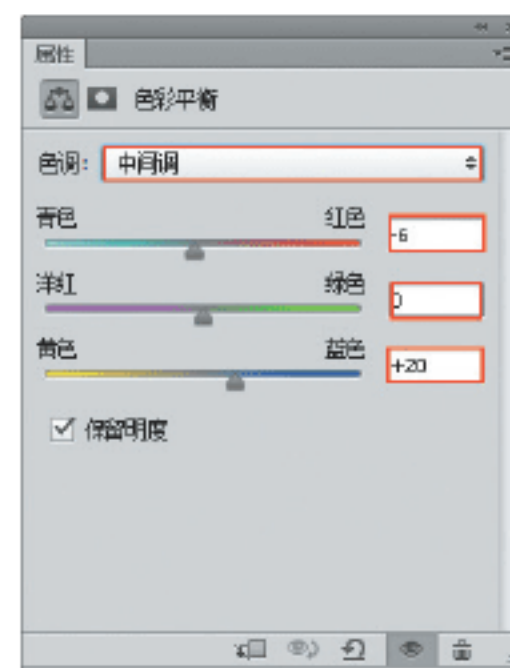 属性
色彩平衡
色调: 中间调
青色 红色 -6
洋红 绿色 0
黄色 蓝色 +20
保留明度